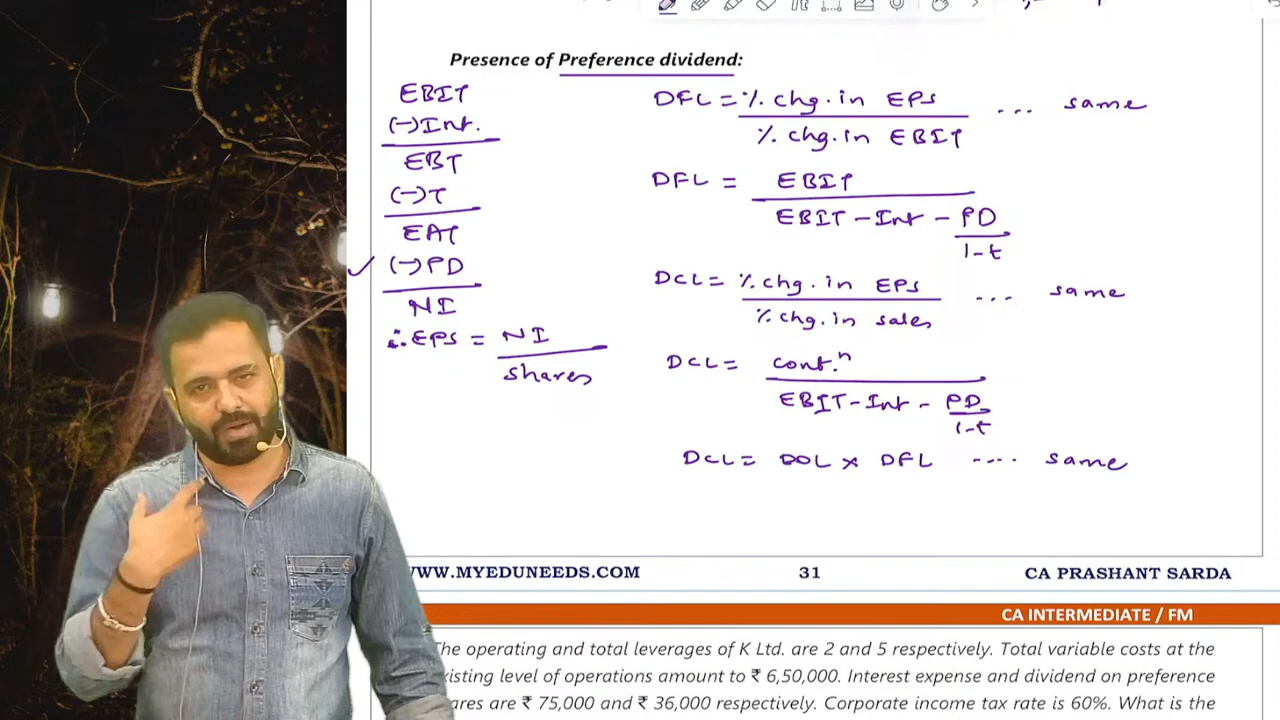 Presence of Preference dividend:
EBIT
(-)Int.
EBT
(-)T
EAT
(-)PD
NI
∴EPS = NI
shares
DFL = % chg. in EPS ... same
% chg. in EBIT
DFL = EBIT
EBIT - Int - PD
1-t
DCL = % chg. in EPS ... same
% chg. in sales
DCL = cont.n
EBIT - Int - PD
1-t
DCL = DOL × DFL .... same
WWW.MYEDUNEEDS.COM 31 CA PRASHANT SARDA
CA INTERMEDIATE / FM
The operating and total leverages of K Ltd. are 2 and 5 respectively. Total variable costs at the
existing level of operations amount to ₹ 6,50,000. Interest expense and dividend on preference
shares are ₹ 75,000 and ₹ 36,000 respectively. Corporate income tax rate is 60%. What is the